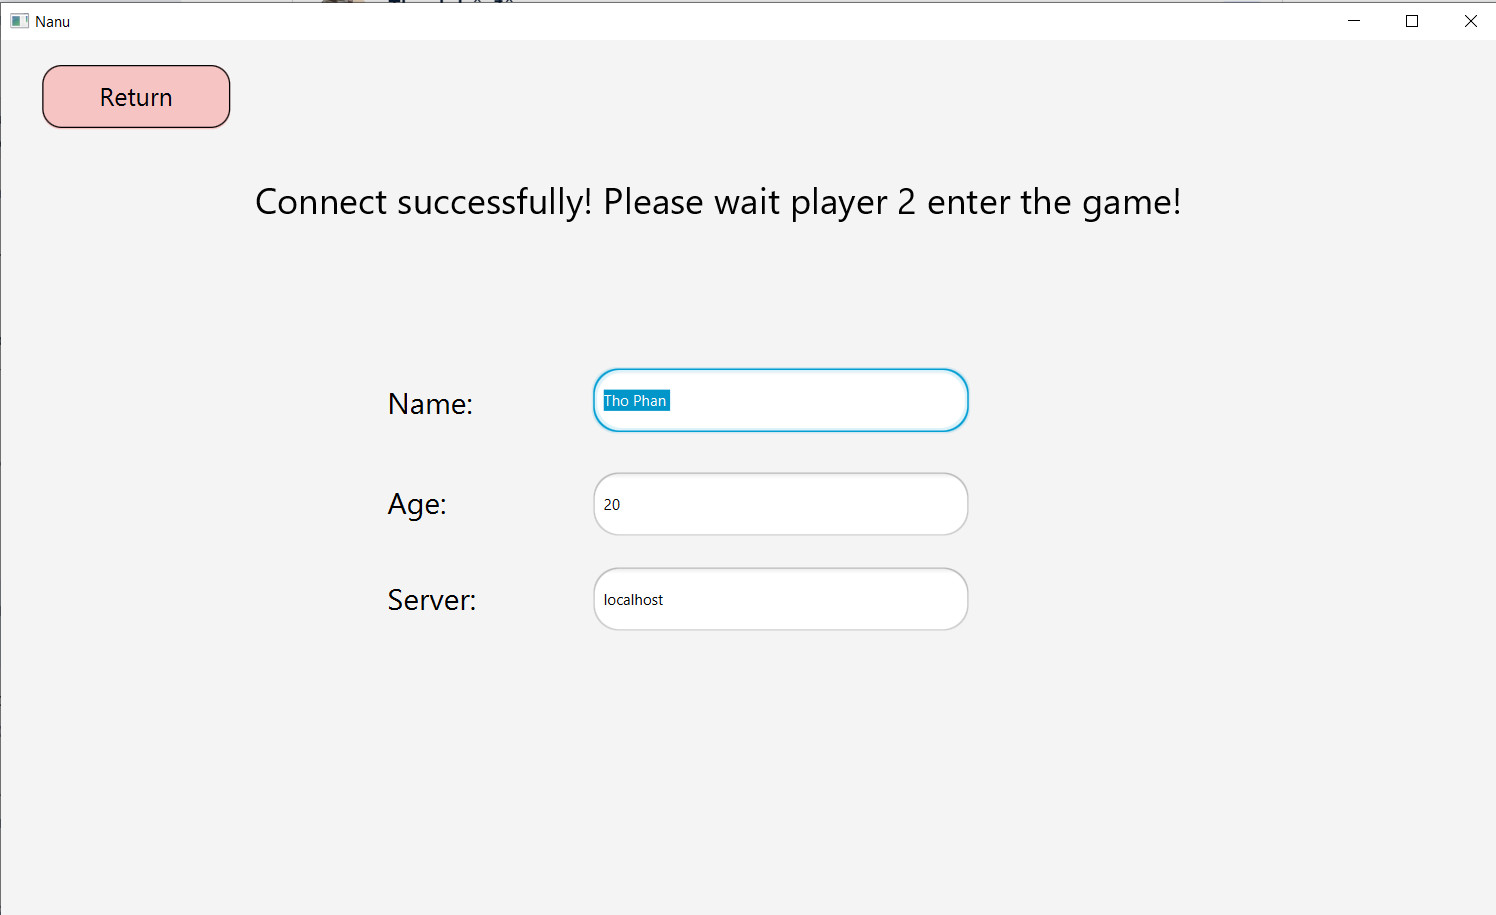 Nanu
Return
Connect successfully! Please wait player 2 enter the game!
Name:
Tho Phan
Age:
20
Server:
localhost